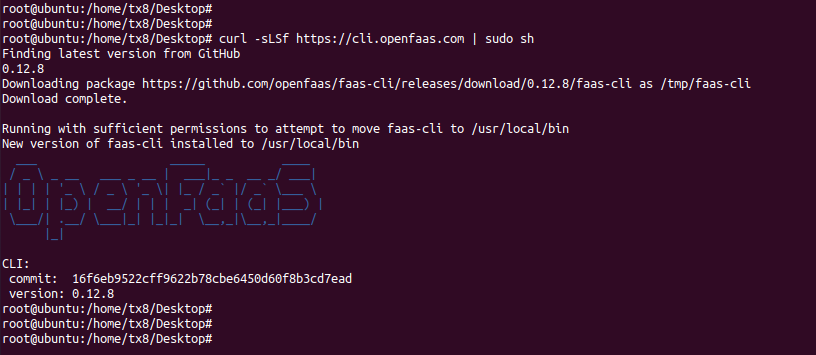 root@ubuntu:/home/tx8/Desktop#
root@ubuntu:/home/tx8/Desktop#
root@ubuntu:/home/tx8/Desktop# curl -sLSf https://cli.openfaas.com | sudo sh
Finding latest version from GitHub
0.12.8
Downloading package https://github.com/openfaas/faas-cli/releases/download/0.12.8/faas-cli as /tmp/faas-cli
Download complete.
Running with sufficient permissions to attempt to move faas-cli to /usr/local/bin
New version of faas-cli installed to /usr/local/bin
OpenFaaS
CLI:
commit: 16f6eb9522cff9622b78cbe6450d60f8b3cd7ead
version: 0.12.8
root@ubuntu:/home/tx8/Desktop#
root@ubuntu:/home/tx8/Desktop#
root@ubuntu:/home/tx8/Desktop#